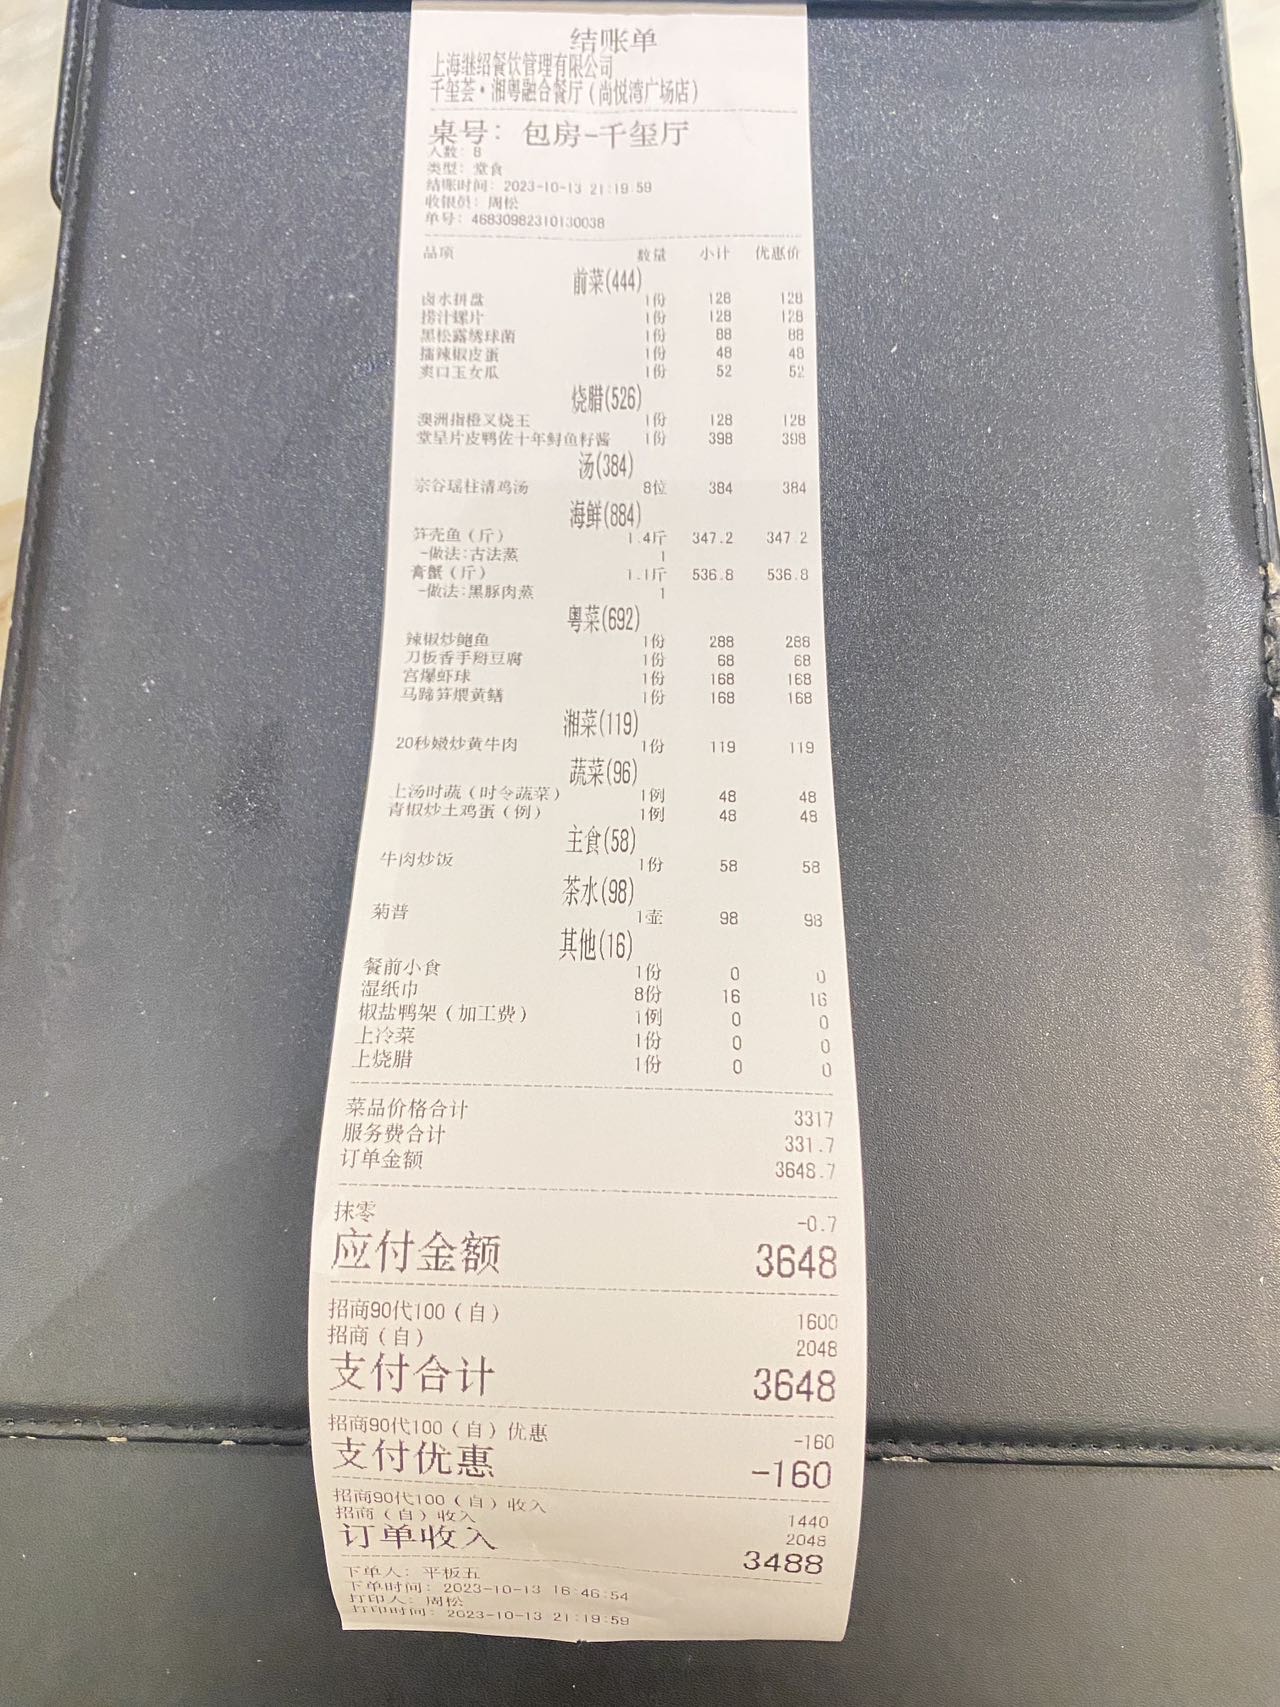 结账单
上海继绍餐饮管理有限公司
千玺荟·湘粤融合餐厅(尚悦湾广场店)
桌号: 包房-千玺厅
人数: 8
类型: 堂食
结账时间: 2023-10-13 21:19:59
收银员: 周松
单号: 46830982310130038
品项 数量 小计 优惠价
前菜(444)
卤水拼盘 1份 128 128
捞汁螺片 1份 128 128
黑松露绣球菌 1份 88 88
擂辣椒皮蛋 1份 48 48
爽口玉女瓜 1份 52 52
烧腊(526)
澳洲指橙叉烧王 1份 128 128
堂呈片皮鸭佐十年鲟鱼籽酱 1份 398 398
汤(384)
宗谷瑶柱清鸡汤 8位 384 384
海鲜(884)
笋壳鱼(斤) 1.4斤 347.2 347.2
-做法:古法蒸 1
膏蟹(斤) 1.1斤 536.8 536.8
-做法:黑豚肉蒸 1
粤菜(692)
辣椒炒鲍鱼 1份 288 288
刀板香手掰豆腐 1份 68 68
宫爆虾球 1份 168 168
马蹄笋煨黄鳝 1份 168 168
湘菜(119)
20秒嫩炒黄牛肉 1份 119 119
蔬菜(96)
上汤时蔬(时令蔬菜) 1例 48 48
青椒炒土鸡蛋(例) 1例 48 48
主食(58)
牛肉炒饭 1份 58 58
茶水(98)
菊普 1壶 98 98
其他(16)
餐前小食 1份 0 0
湿纸巾 8份 16 16
椒盐鸭架(加工费) 1例 0 0
上冷菜 1份 0 0
上烧腊 1份 0 0
菜品价格合计 3317
服务费合计 331.7
订单金额 3648.7
抹零 -0.7
应付金额 3648
招商90代100(自) 1600
招商(自) 2048
支付合计 3648
招商90代100(自)优惠 -160
支付优惠 -160
招商90代100(自)收入 1440
招商(自)收入 2048
订单收入 3488
下单人: 平板五
下单时间: 2023-10-13 16:46:54
打印人: 周松
打印时间: 2023-10-13 21:19:59